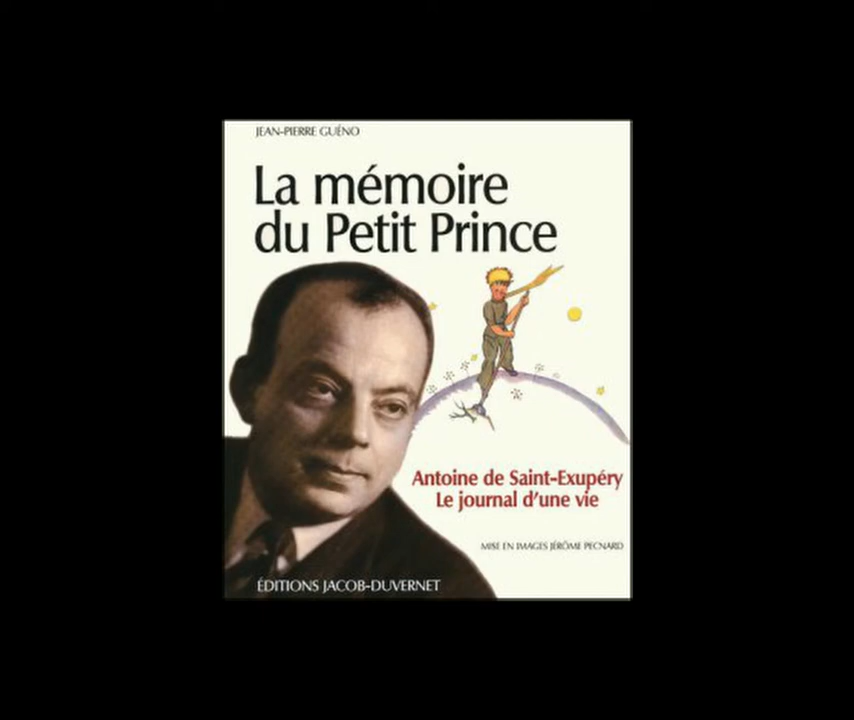 JEAN-PIERRE GUÉNO
La mémoire
du Petit Prince
Antoine de Saint-Exupéry
Le journal d'une vie
MISE EN IMAGES JÉRÔME PECNARD
ÉDITIONS JACOB-DUVERNET